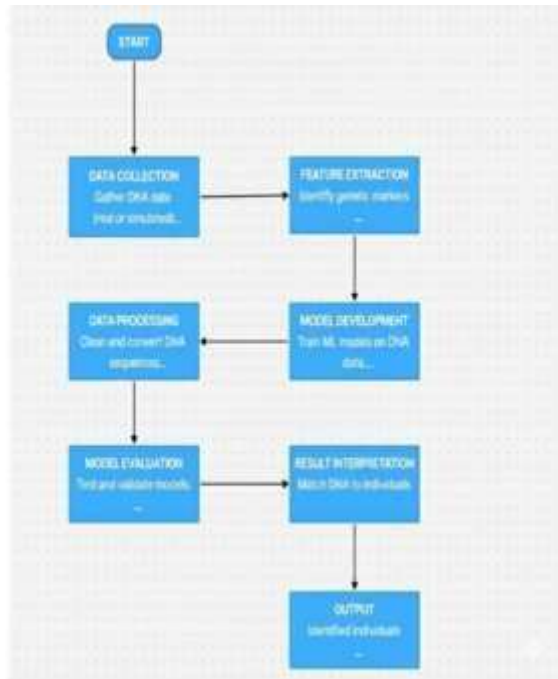 START
DATA COLLECTION
Gather DNA data
(real or simulated)...
FEATURE EXTRACTION
Identify genetic markers
...
DATA PROCESSING
Clean and convert DNA
sequences...
MODEL DEVELOPMENT
Train ML models on DNA
data....
MODEL EVALUATION
Test and validate models.
...
RESULT INTERPRETATION
Match DNA to individuals
...
OUTPUT
Identified individuals
...